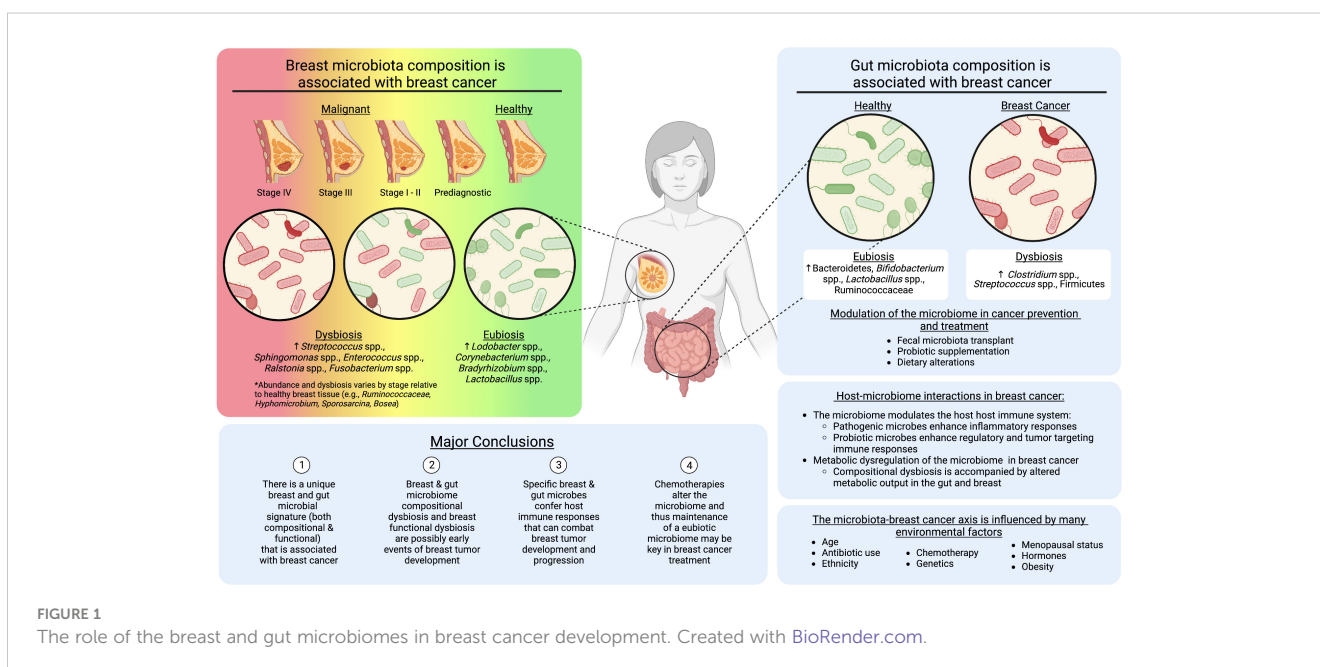 Breast microbiota composition is
associated with breast cancer
Malignant
Healthy
Stage IV
Stage III
Stage I - II
Prediagnostic
Dysbiosis
↑ Streptococcus spp.,
Sphingomonas spp., Enterococcus spp.,
Ralstonia spp., Fusobacterium spp.
*Abundance and dysbiosis varies by stage relative
to healthy breast tissue (e.g., Ruminococcaceae,
Hyphomicrobium, Sporosarcina, Bosea)
Eubiosis
↑ Lodobacter spp.,
Corynebacterium spp.,
Bradyrhizobium spp.,
Lactobacillus spp.
Gut microbiota composition is
associated with breast cancer
Healthy
Breast Cancer
Eubiosis
↑Bacteroidetes, Bifidobacterium
spp., Lactobacillus spp.,
Ruminococcaceae
Dysbiosis
↑ Clostridium spp.,
Streptococcus spp., Firmicutes
Modulation of the microbiome in cancer prevention
and treatment
• Fecal microbiota transplant
• Probiotic supplementation
• Dietary alterations
Host-microbiome interactions in breast cancer:
• The microbiome modulates the host host immune system:
○ Pathogenic microbes enhance inflammatory responses
○ Probiotic microbes enhance regulatory and tumor targeting
immune responses
• Metabolic dysregulation of the microbiome in breast cancer
○ Compositional dysbiosis is accompanied by altered
metabolic output in the gut and breast
The microbiota-breast cancer axis is influenced by many
environmental factors
• Age
• Antibiotic use
• Ethnicity
• Chemotherapy
• Genetics
• Menopausal status
• Hormones
• Obesity
Major Conclusions
1
There is a unique
breast and gut
microbial
signature (both
compositional &
functional)
that is associated
with breast cancer
2
Breast & gut
microbiome
compositional
dysbiosis and breast
functional dysbiosis
are possibly early
events of breast tumor
development
3
Specific breast &
gut microbes
confer host
immune responses
that can combat
breast tumor
development and
progression
4
Chemotherapies
alter the
microbiome and
thus maintenance
of a eubiotic
microbiome may be
key in breast cancer
treatment
FIGURE 1
The role of the breast and gut microbiomes in breast cancer development. Created with BioRender.com.